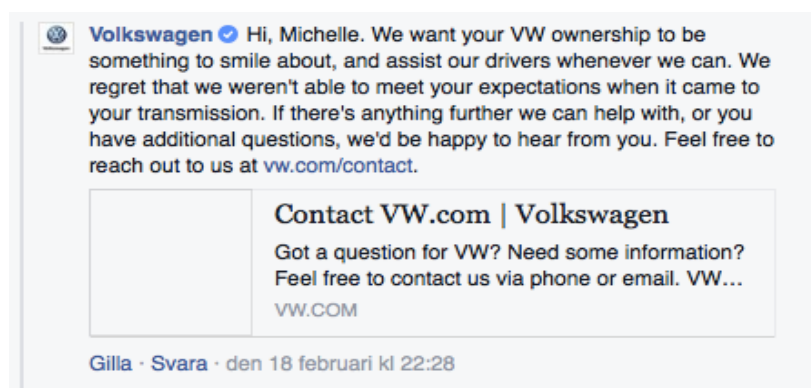 Volkswagen Hi, Michelle. We want your VW ownership to be
something to smile about, and assist our drivers whenever we can. We
regret that we weren't able to meet your expectations when it came to
your transmission. If there's anything further we can help with, or you
have additional questions, we'd be happy to hear from you. Feel free to
reach out to us at vw.com/contact.
Contact VW.com | Volkswagen
Got a question for VW? Need some information?
Feel free to contact us via phone or email. VW...
VW.COM
Gilla · Svara · den 18 februari kl 22:28